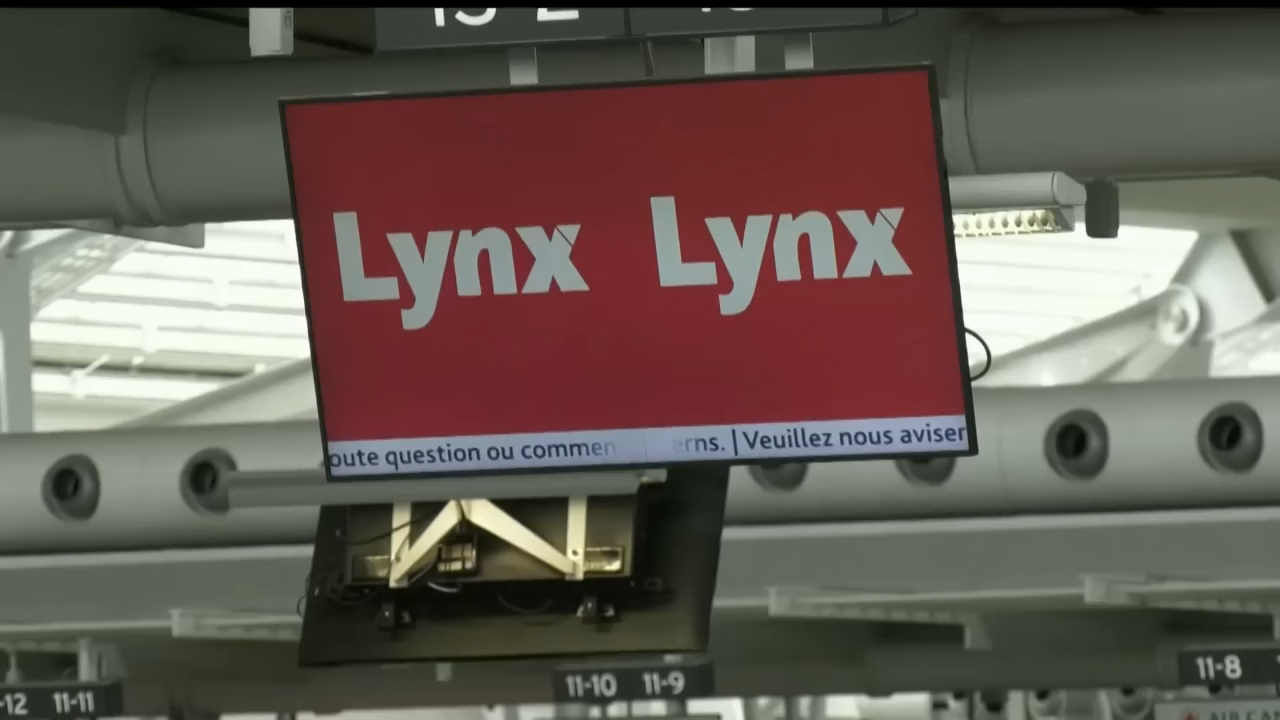 Lynx Lynx
oute question ou commen erns. | Veuillez nous aviser
11-10 11-9
11-8
-12 11-11